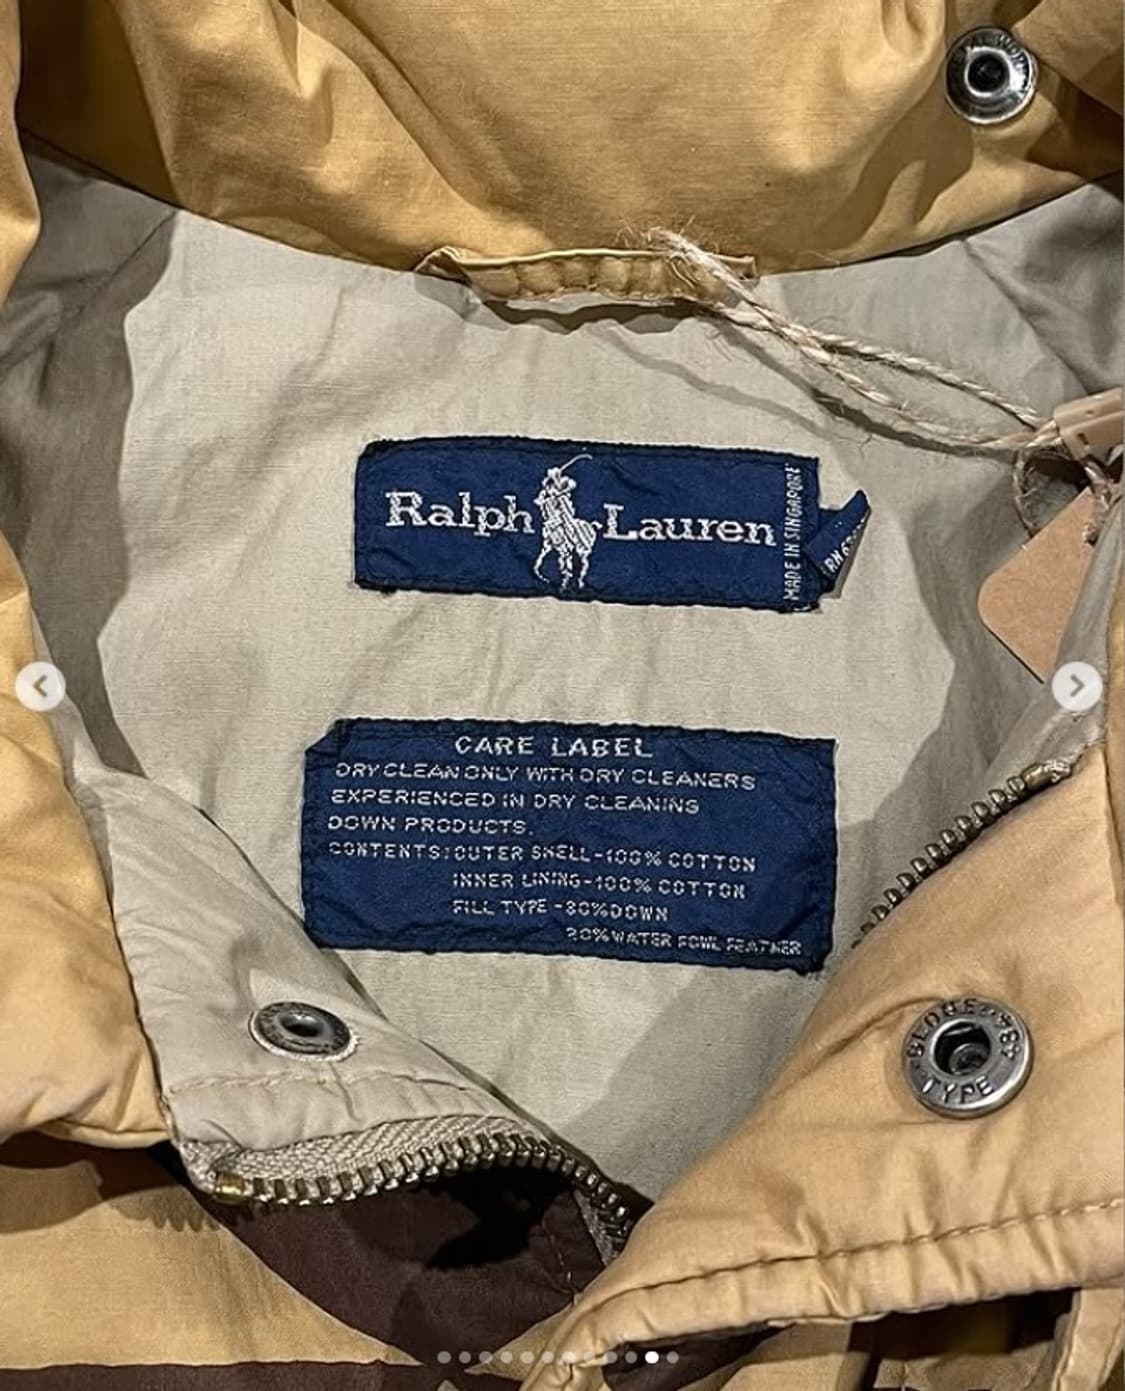 Ralph Lauren
MADE IN SINGAPORE
CARE LABEL
DRY CLEAN ONLY WITH DRY CLEANERS
EXPERIENCED IN DRY CLEANING
DOWN PRODUCTS.
CONTENTS: OUTER SHELL-100% COTTON
INNER LINING-100% COTTON
FILL TYPE-80% DOWN
20% WATER FOWL FEATHER
TYPE